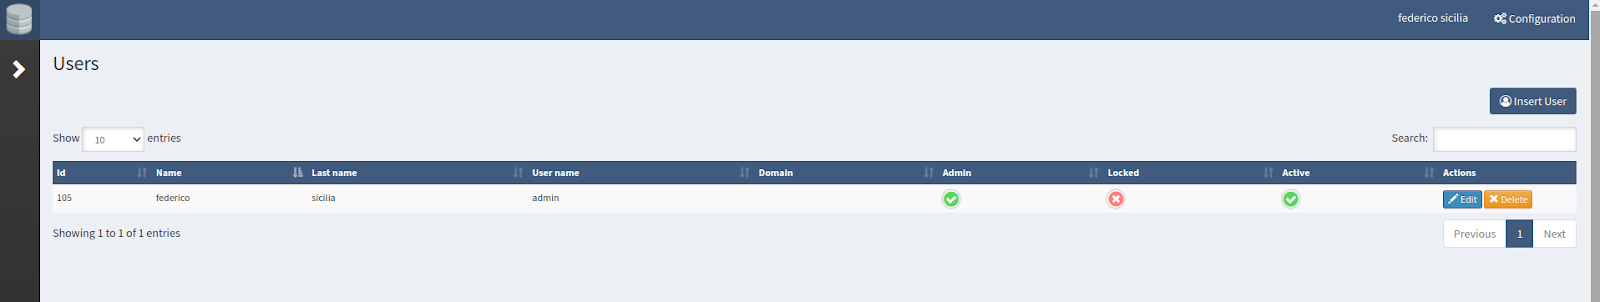 federico sicilia Configuration
Users
Insert User
Show 10 entries Search:
Id Name Last name User name Domain Admin Locked Active Actions
105 federico sicilia admin Edit Delete
Showing 1 to 1 of 1 entries Previous 1 Next